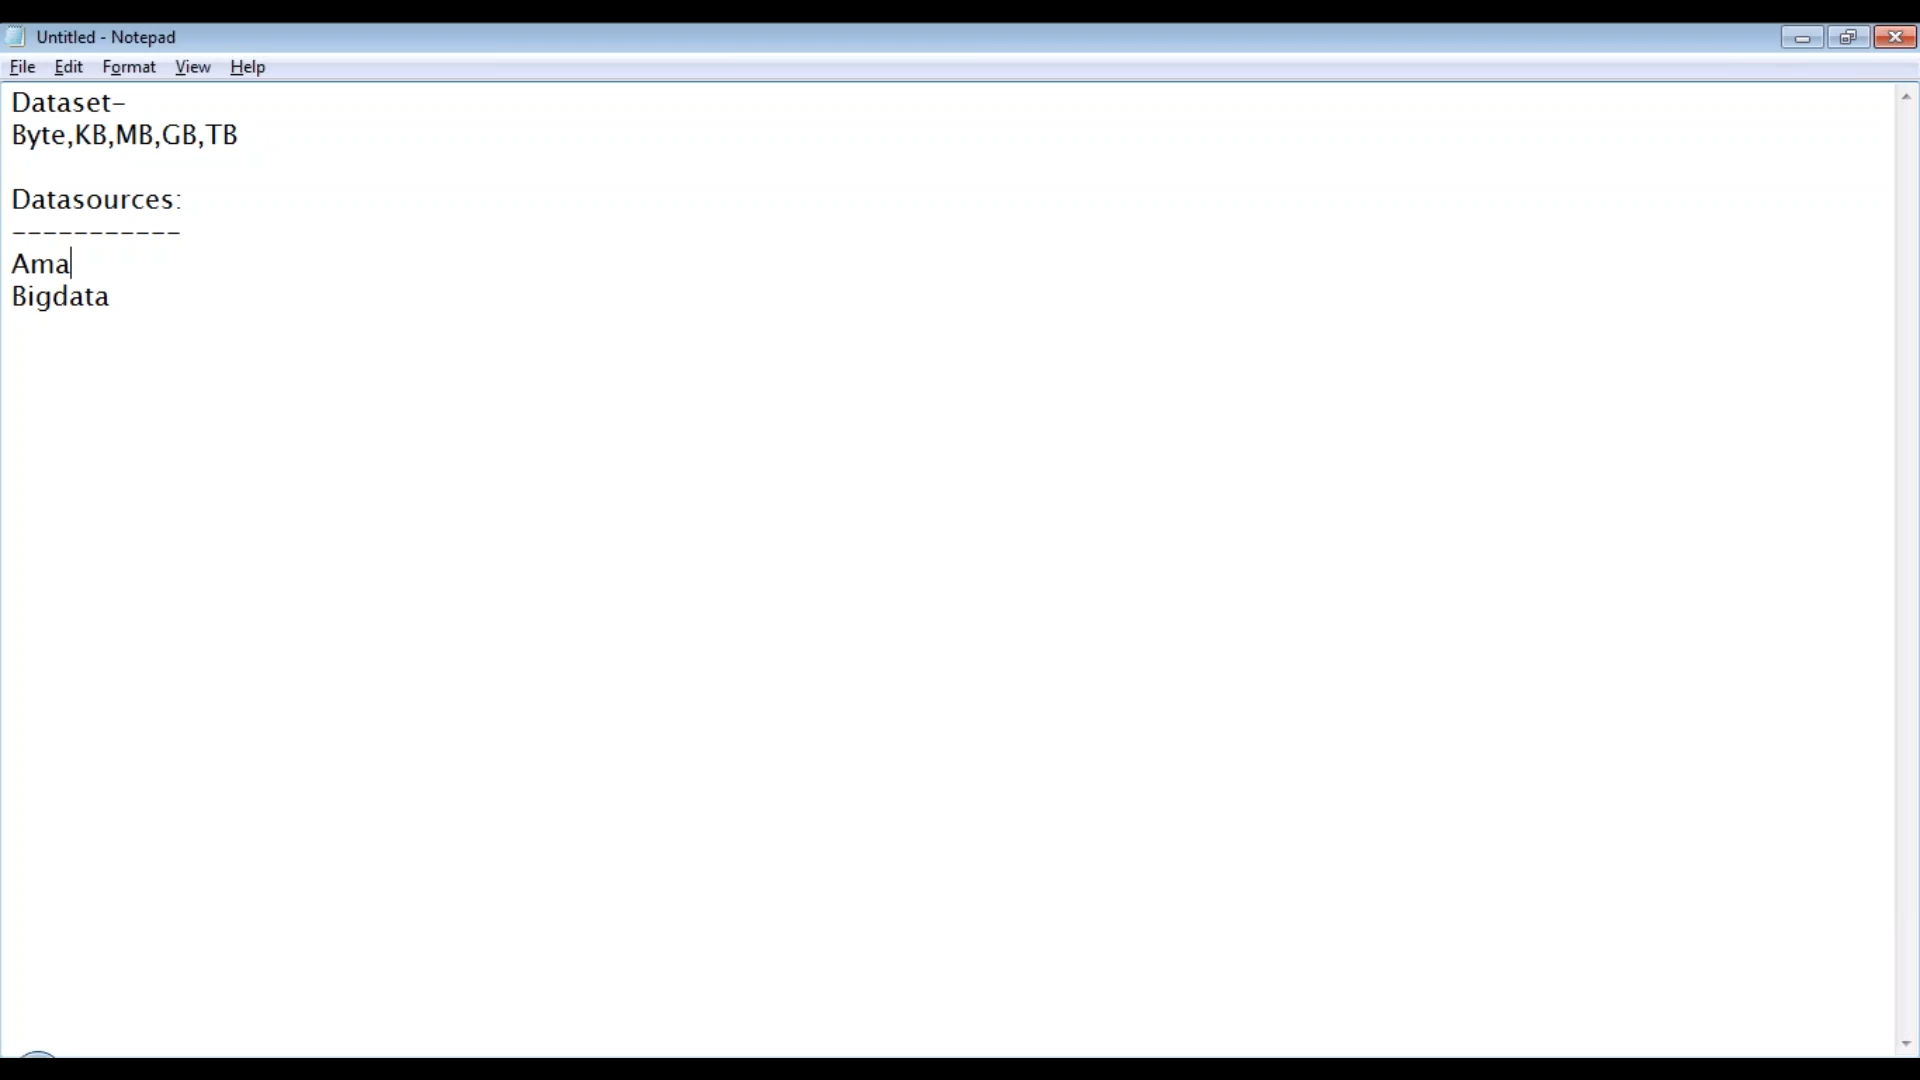 Untitled - Notepad
File Edit Format View Help
Dataset-
Byte,KB,MB,GB,TB
Datasources:
-----------
Ama
Bigdata